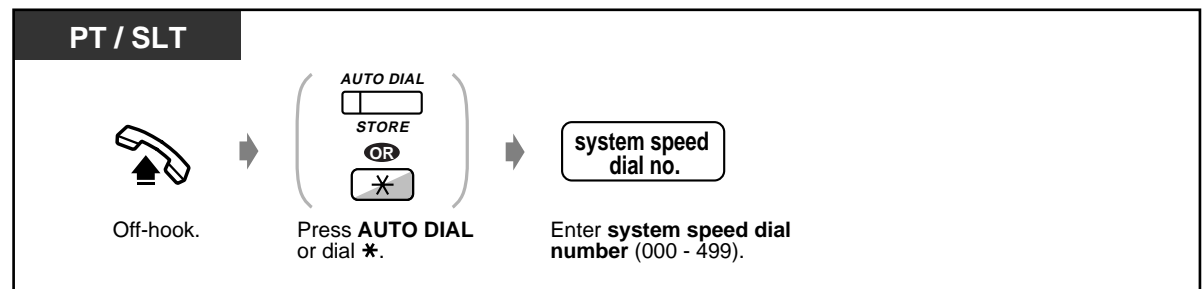 PT / SLT
AUTO DIAL
STORE
OR
*
system speed
dial no.
Off-hook.
Press AUTO DIAL
or dial *.
Enter system speed dial
number (000 - 499).